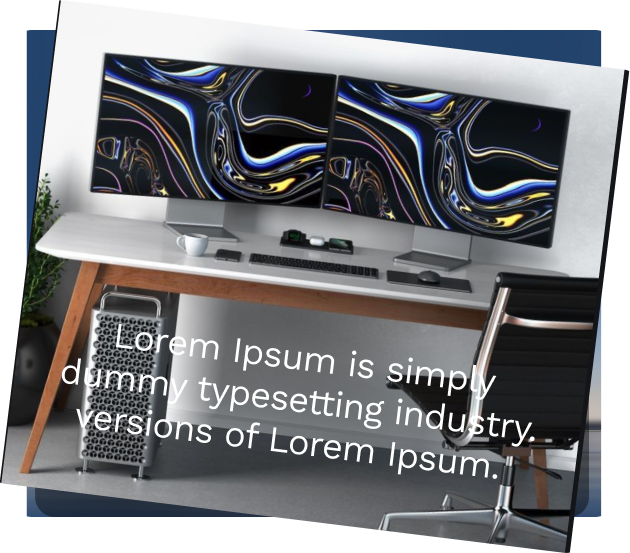 Lorem Ipsum is simply
dummy typesetting industry.
versions of Lorem Ipsum.